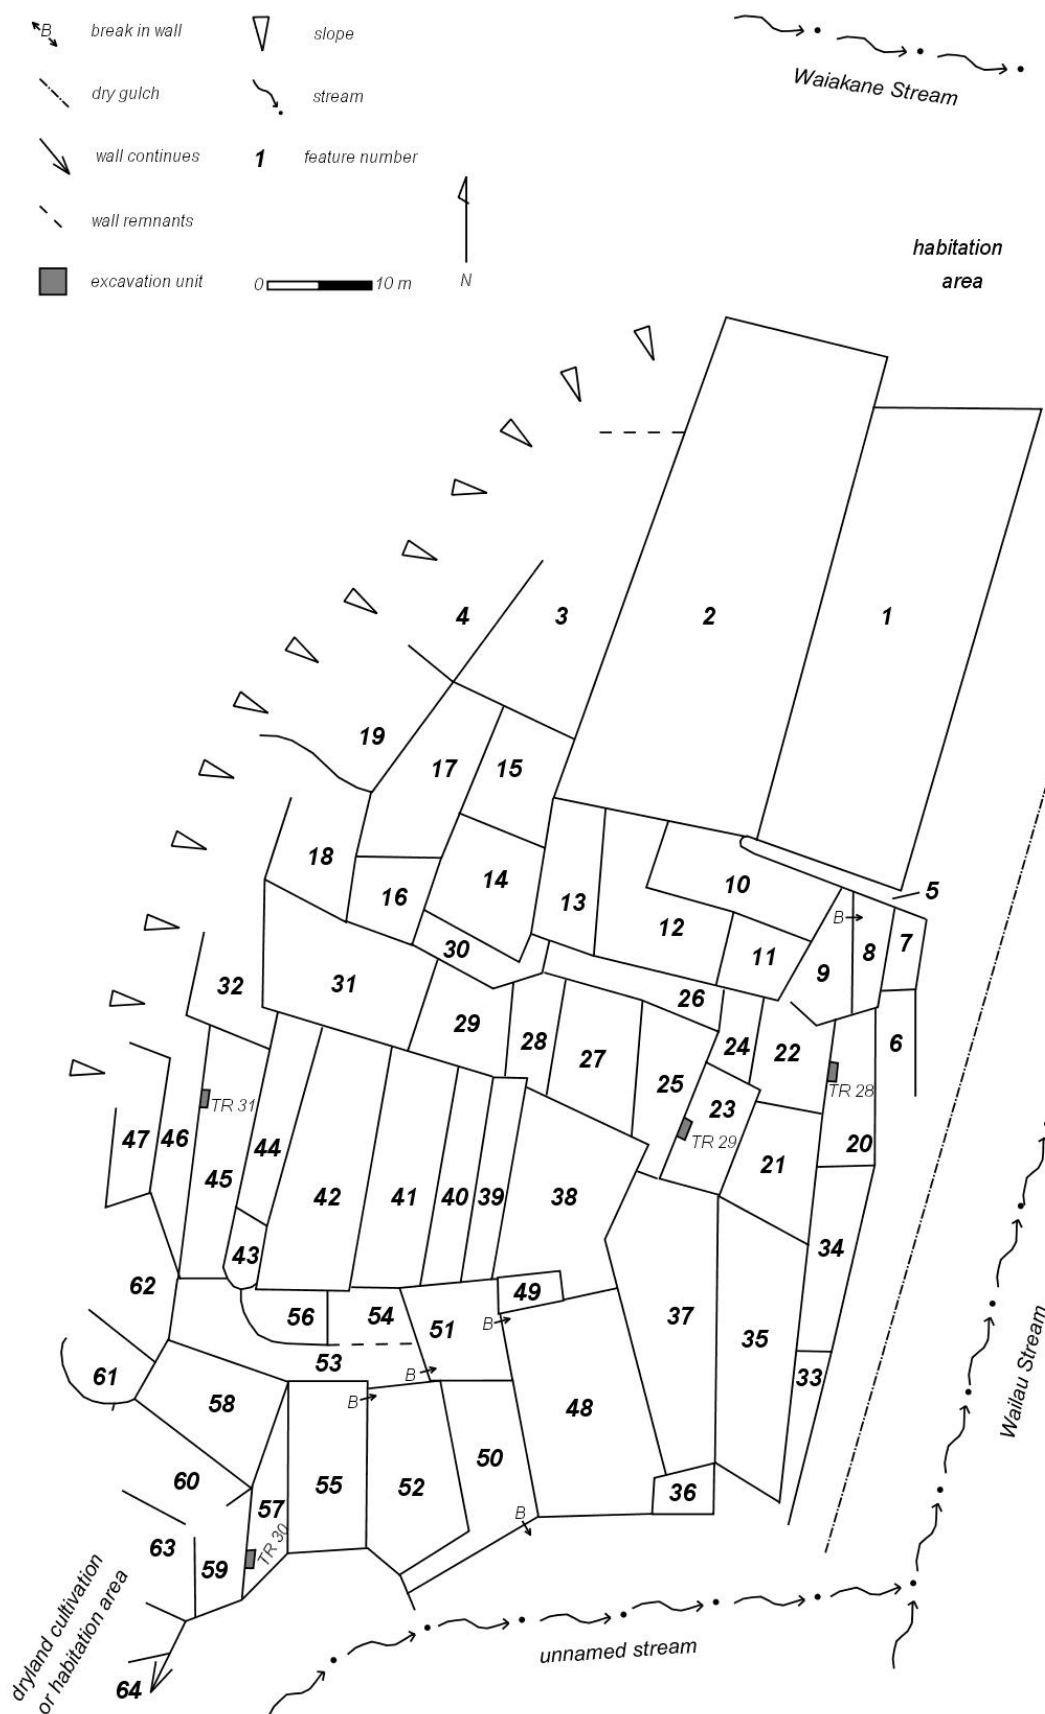 B
break in wall
slope
dry gulch
stream
wall continues
1
feature number
wall remnants
excavation unit
0
10 m
N
Waiakane Stream
habitation
area
4
3
2
1
19
17
15
18
16
14
13
10
12
11
5
B
9
8
7
30
32
31
29
28
26
27
24
22
6
25
23
TR 28
TR 31
TR 29
47
46
44
45
42
41
40
39
38
21
20
43
34
62
56
54
51
B
49
37
35
53
B
33
61
58
B
48
55
52
50
60
57
36
B
TR 30
63
59
64
Wailau Stream
unnamed stream
dryland cultivation
or habitation area